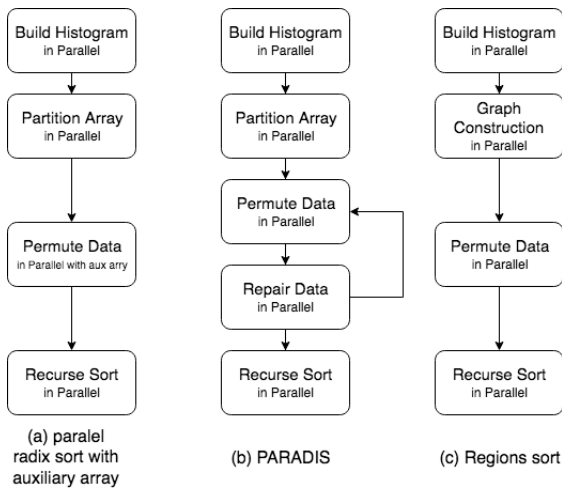 Build Histogram
in Parallel
Partition Array
in Parallel
Permute Data
in Parallel with aux arry
Recurse Sort
in Parallel
(a) paralel
radix sort with
auxiliary array
Build Histogram
in Parallel
Partition Array
in Parallel
Permute Data
in Parallel
Repair Data
in Parallel
Recurse Sort
in Parallel
(b) PARADIS
Build Histogram
in Parallel
Graph
Construction
in Parallel
Permute Data
in Parallel
Recurse Sort
in Parallel
(c) Regions sort